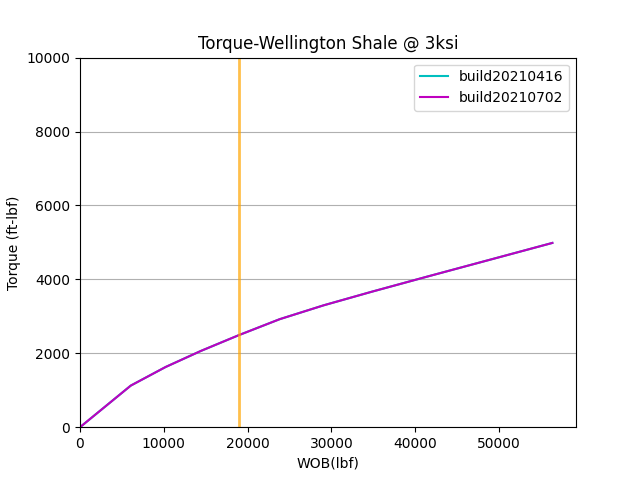 Torque-Wellington Shale @ 3ksi
build20210416
build20210702
Torque (ft-lbf)
10000
8000
6000
4000
2000
0
0 10000 20000 30000 40000 50000
WOB(lbf)